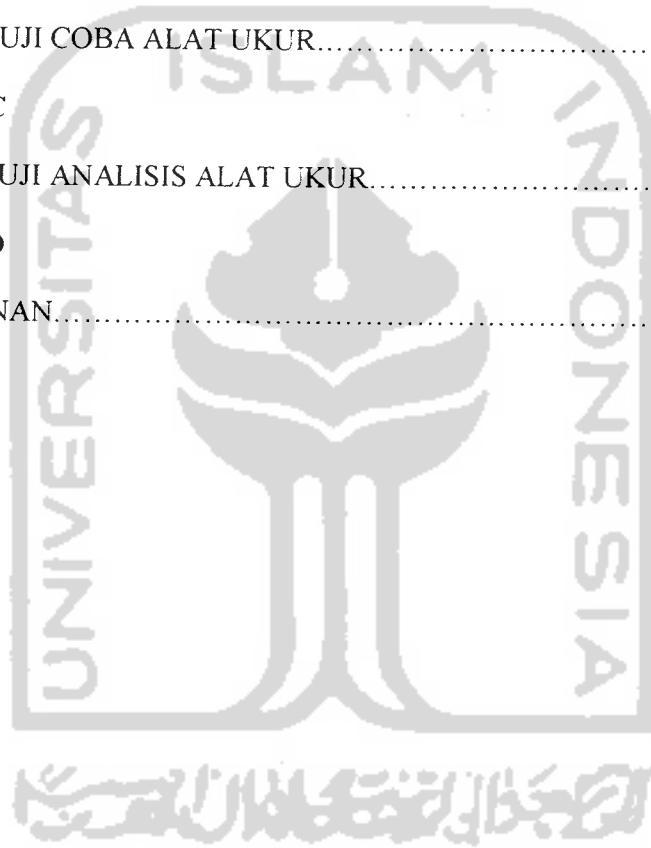 UJI COBA ALAT UKUR
C
UJI ANALISIS ALAT UKUR
D
NAN
ISLAM
UNIVERSITAS
INDONESIA